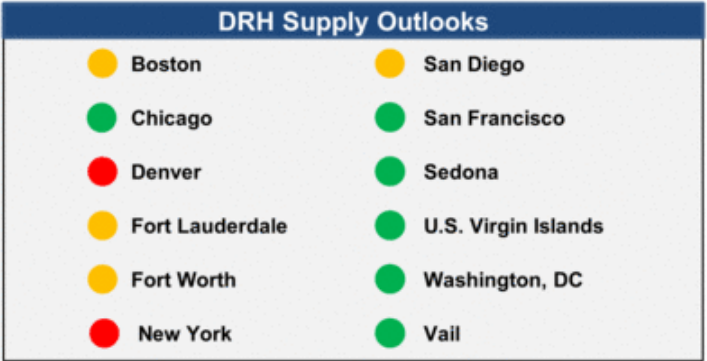 DRH Supply Outlooks
Boston
Chicago
Denver
Fort Lauderdale
Fort Worth
New York
San Diego
San Francisco
Sedona
U.S. Virgin Islands
Washington, DC
Vail